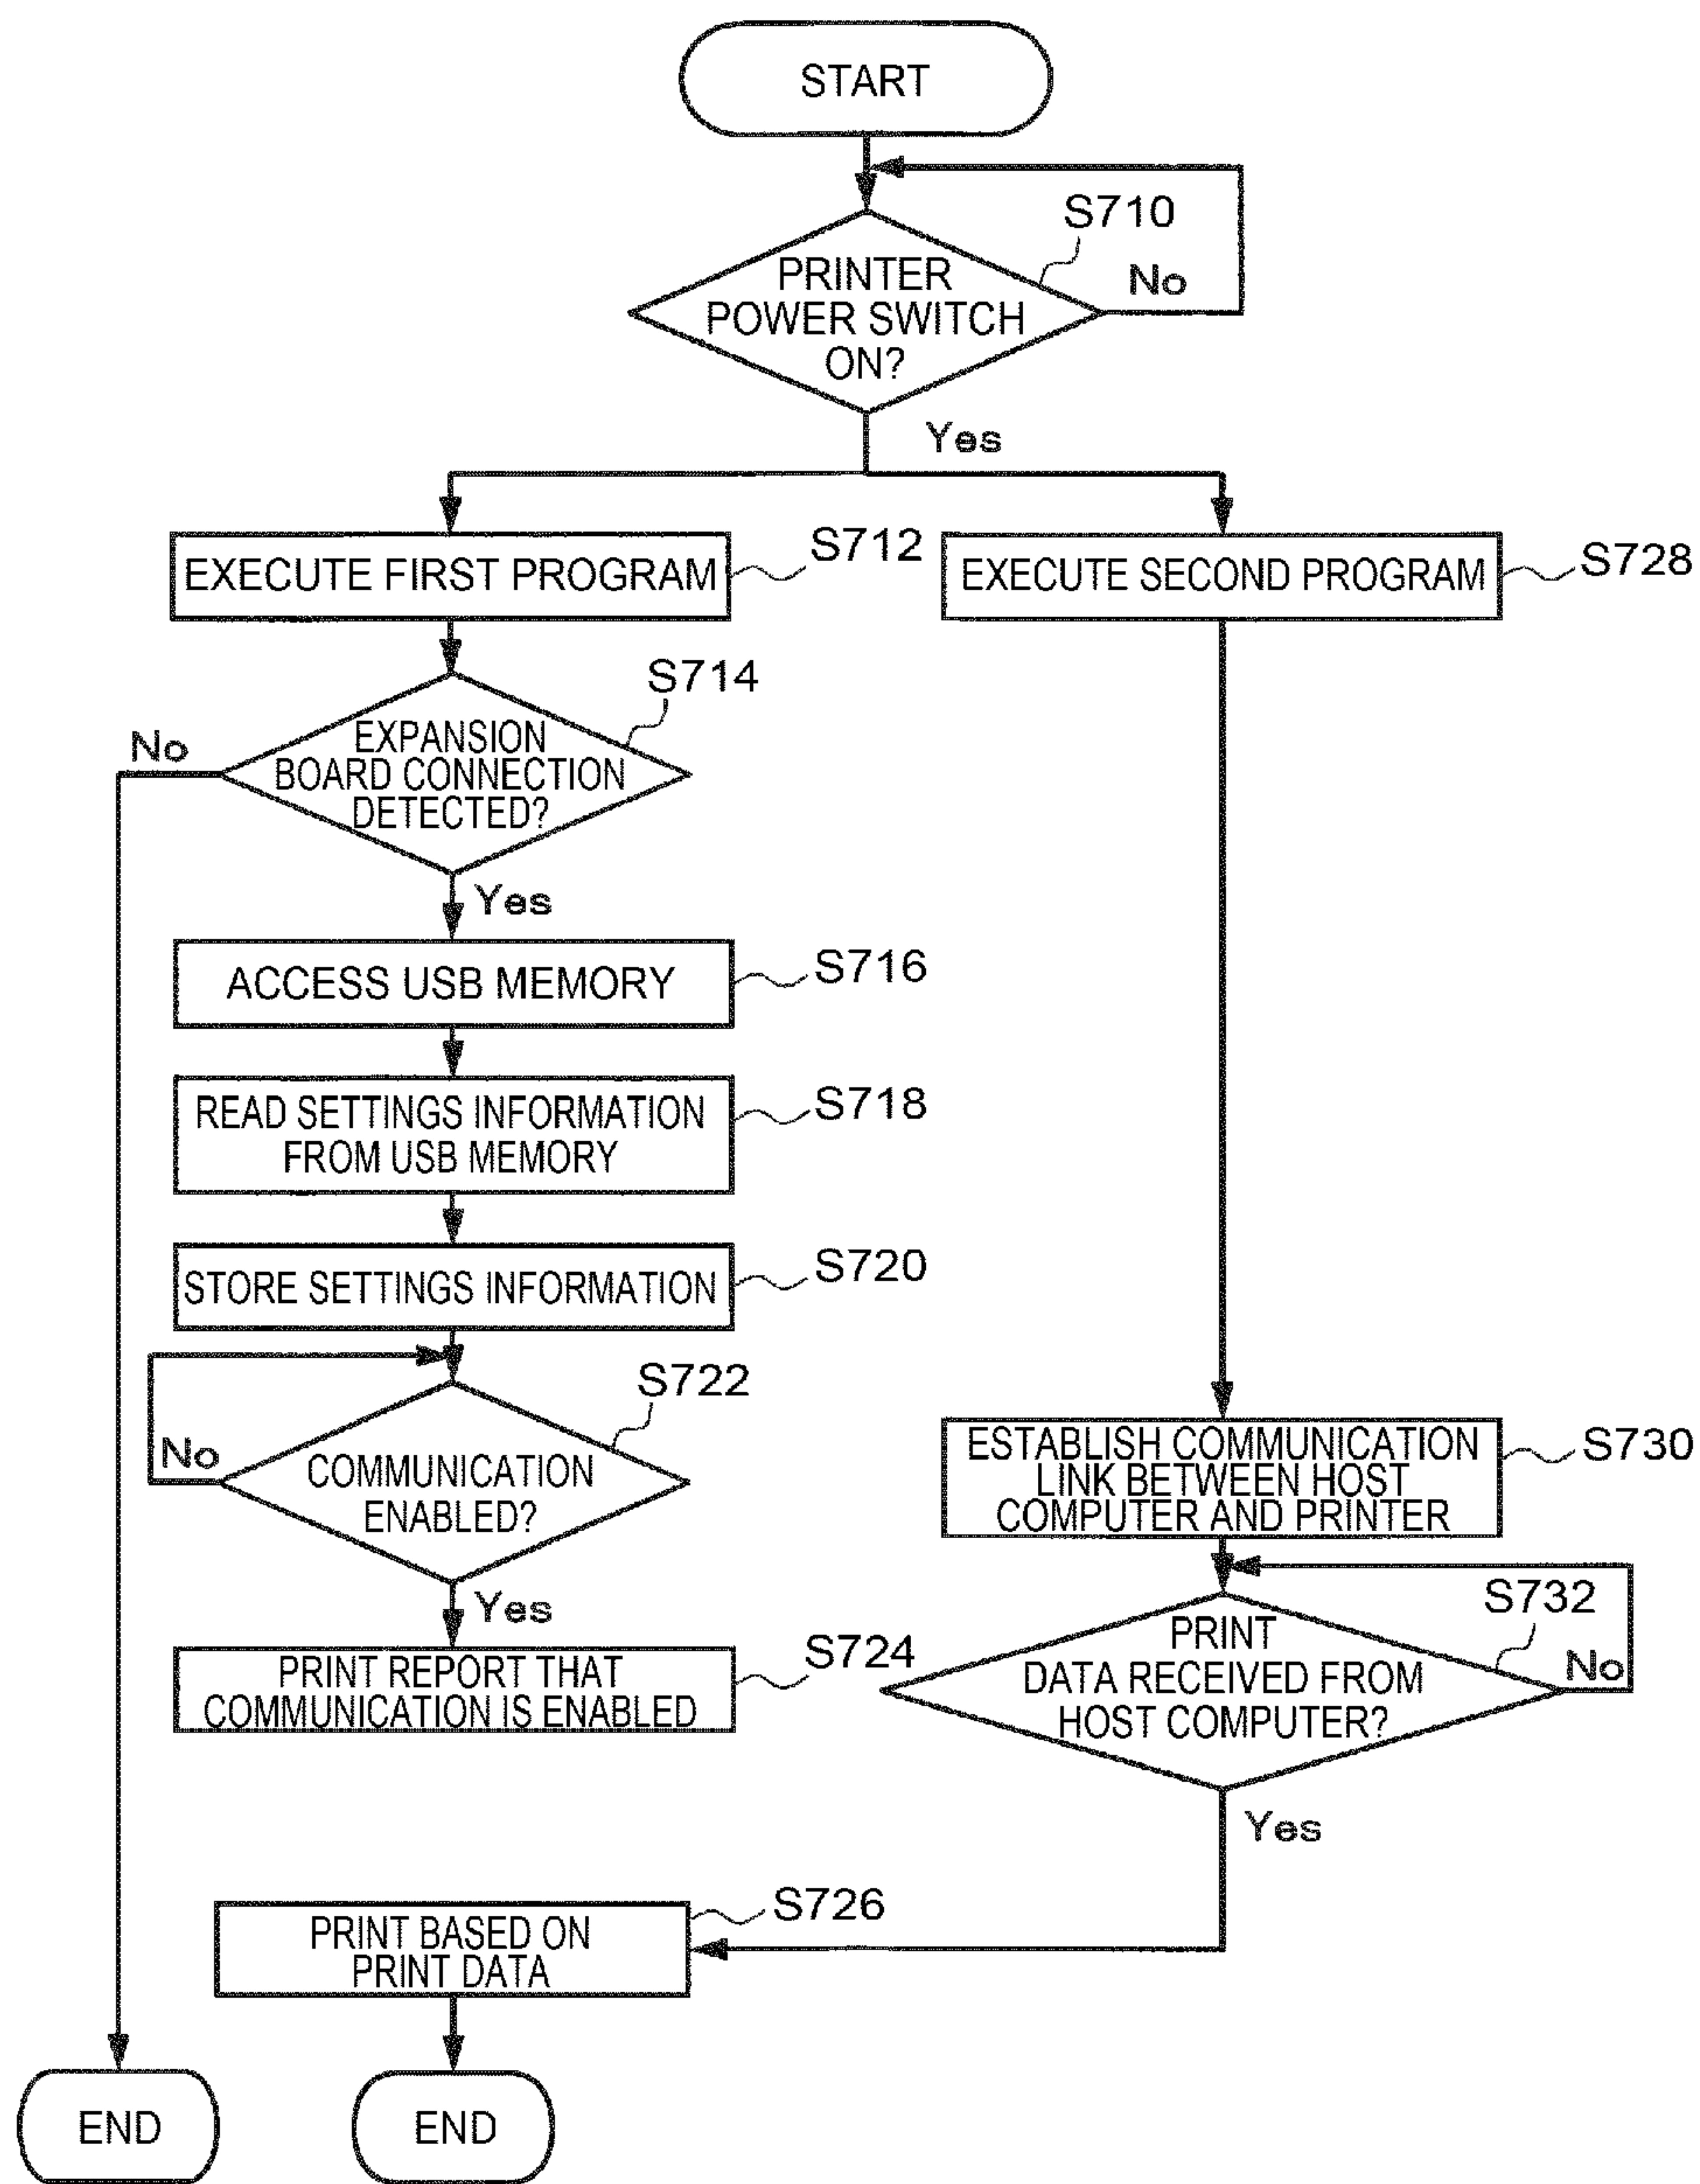 START
S710
PRINTER
POWER SWITCH
ON?
No
Yes
EXECUTE FIRST PROGRAM
S712
EXECUTE SECOND PROGRAM
S728
S714
EXPANSION
BOARD CONNECTION
DETECTED?
No
Yes
ACCESS USB MEMORY
S716
READ SETTINGS INFORMATION
FROM USB MEMORY
S718
STORE SETTINGS INFORMATION
S720
S722
COMMUNICATION
ENABLED?
No
Yes
PRINT REPORT THAT
COMMUNICATION IS ENABLED
S724
ESTABLISH COMMUNICATION
LINK BETWEEN HOST
COMPUTER AND PRINTER
S730
S732
PRINT
DATA RECEIVED FROM
HOST COMPUTER?
No
Yes
S726
PRINT BASED ON
PRINT DATA
END
END